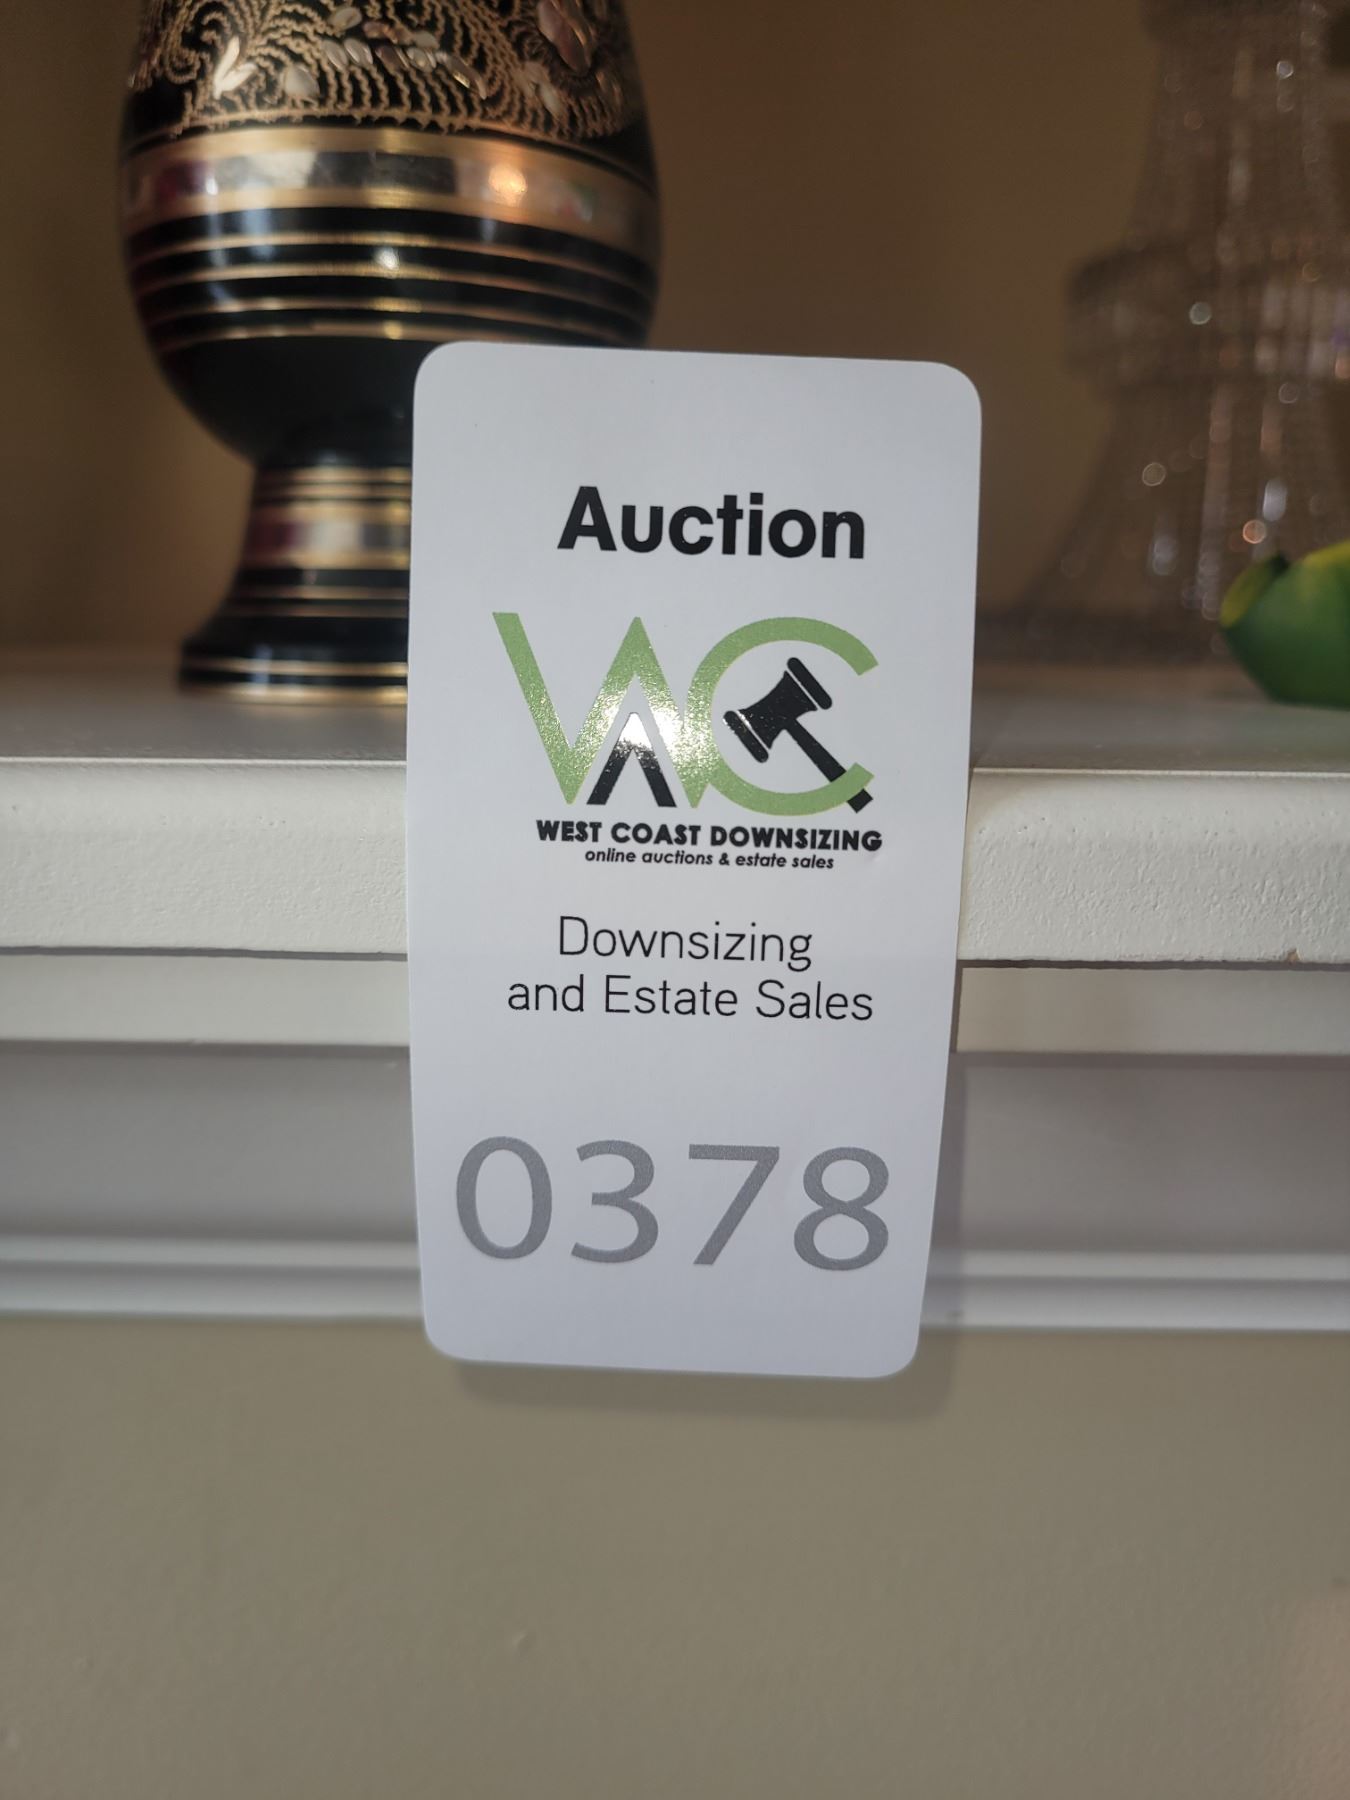 Auction
WC
WEST COAST DOWNSIZING
online auctions & estate sales
Downsizing
and Estate Sales
0378